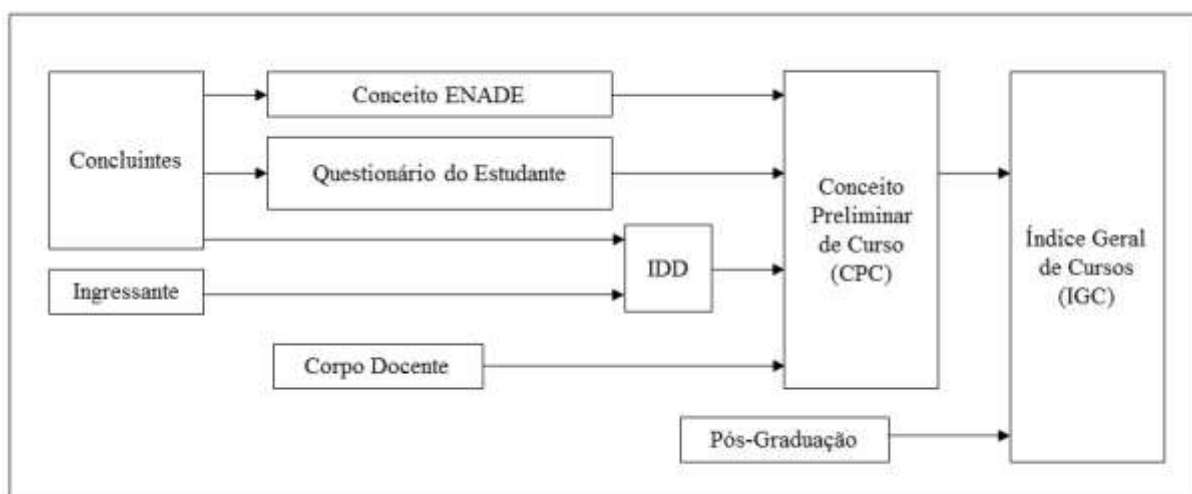 Concluintes
Conceito ENADE
Questionário do Estudante
Ingressante
IDD
Corpo Docente
Conceito
Preliminar
de Curso
(CPC)
Pós-Graduação
Índice Geral
de Cursos
(IGC)